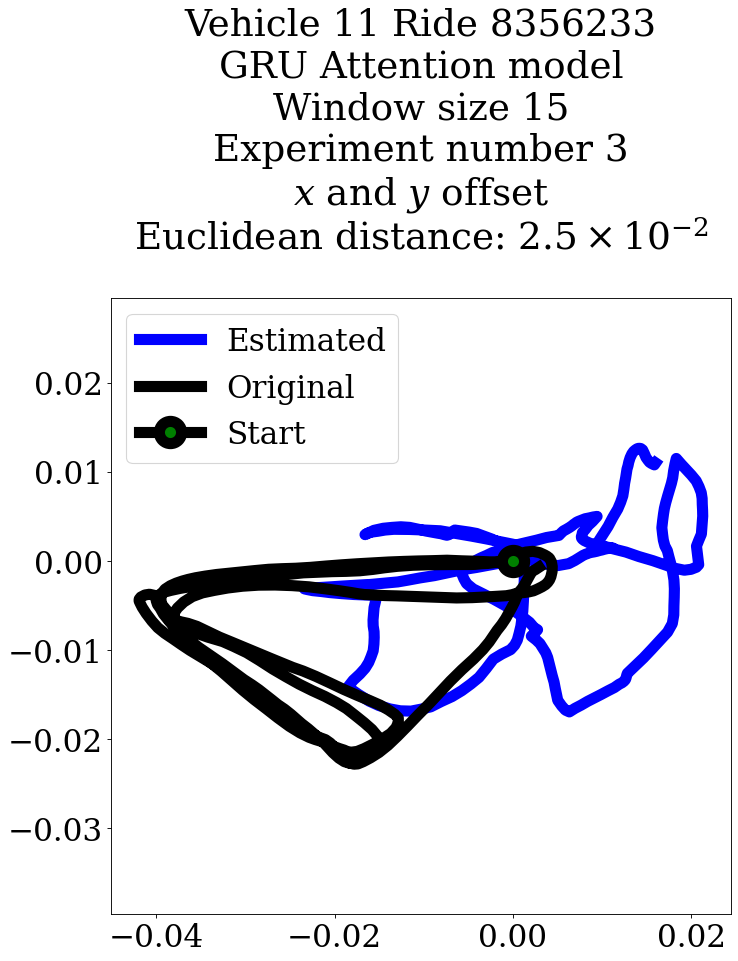 Vehicle 11 Ride 8356233
GRU Attention model
Window size 15
Experiment number 3
x and y offset
Euclidean distance: 2.5 × 10⁻²
Estimated
Original
Start
0.02
0.01
0.00
−0.01
−0.02
−0.03
−0.04
−0.02
0.00
0.02